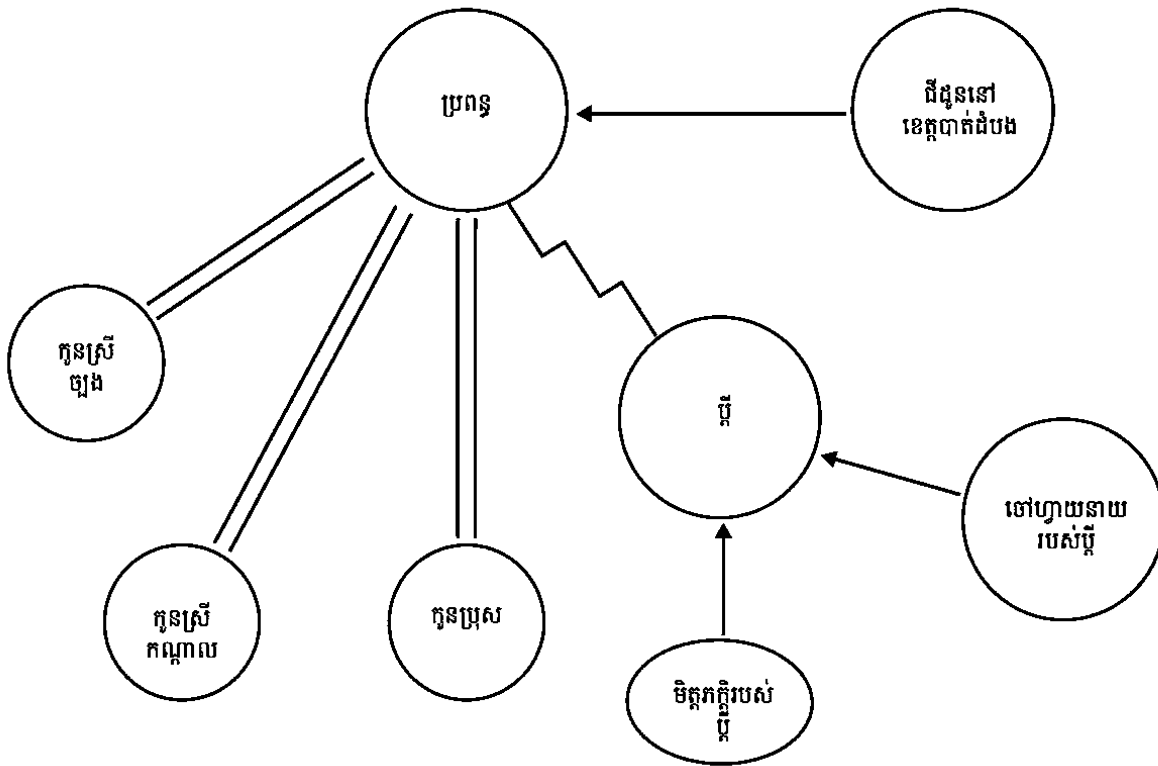 ប្រពន្ធ
ជីដូននៅ
ខេត្តបាត់ដំបង
កូនស្រី
ច្បង
ប្តី
ចៅហ្វាយនាយ
របស់ប្តី
កូនស្រី
កណ្តាល
កូនប្រុស
មិត្តភក្តិរបស់
ប្តី